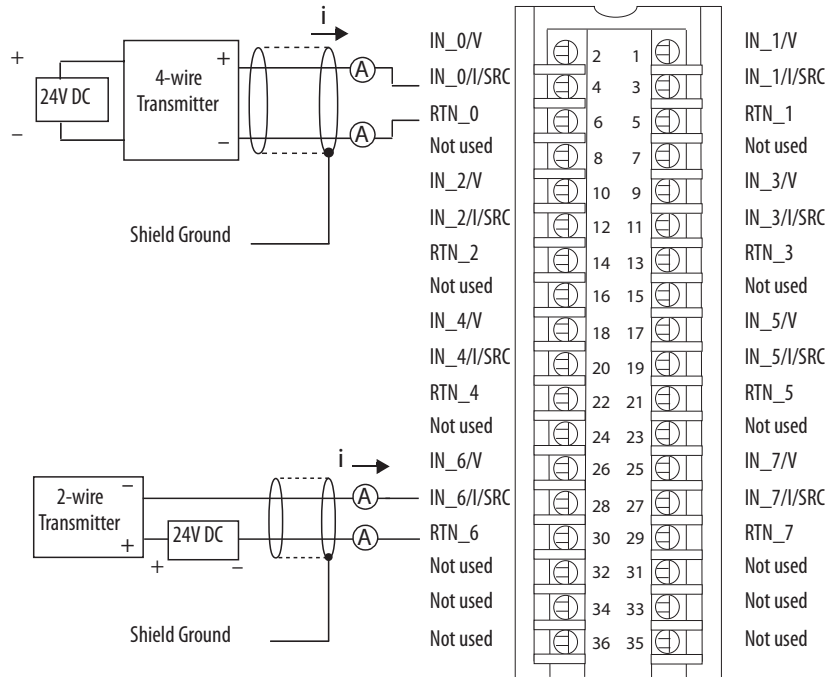 i
IN_0/V 2 1 IN_1/V
+ + A
24V DC 4-wire Transmitter IN_0/I/SRC 4 3 IN_1/I/SRC
RTN_0 6 5 RTN_1
– – A
Not used 8 7 Not used
IN_2/V 10 9 IN_3/V
Shield Ground IN_2/I/SRC 12 11 IN_3/I/SRC
RTN_2 14 13 RTN_3
Not used 16 15 Not used
IN_4/V 18 17 IN_5/V
IN_4/I/SRC 20 19 IN_5/I/SRC
RTN_4 22 21 RTN_5
Not used 24 23 Not used
i
IN_6/V 26 25 IN_7/V
2-wire Transmitter – A IN_6/I/SRC 28 27 IN_7/I/SRC
+ 24V DC A RTN_6 30 29 RTN_7
+ –
Not used 32 31 Not used
Not used 34 33 Not used
Shield Ground Not used 36 35 Not used